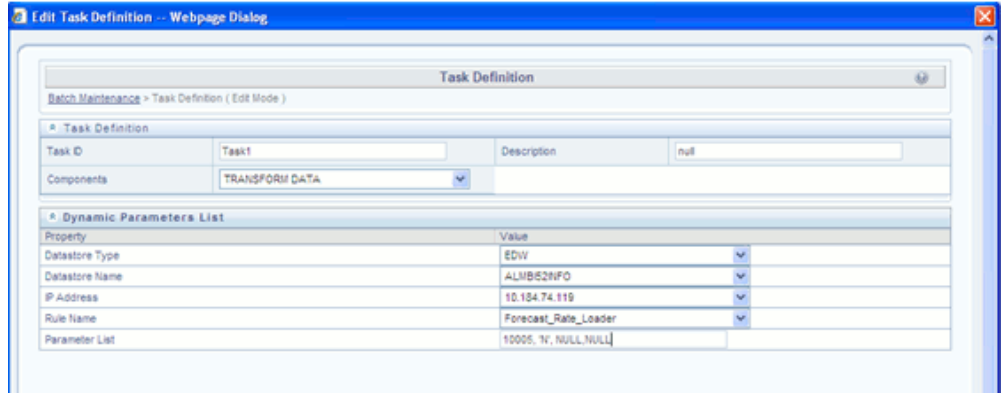 Edit Task Definition -- Webpage Dialog
Task Definition
Batch Maintenance > Task Definition ( Edit Mode )
Task Definition
Task ID Task1 Description null
Components TRANSFORM DATA
Dynamic Parameters List
Property Value
Datastore Type EDW
Datastore Name ALMBI52INFO
IP Address 10.184.74.119
Rule Name Forecast_Rate_Loader
Parameter List 10005, 'N', NULL,NULL